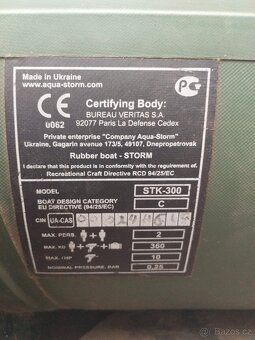 Made in Ukraine
www.aqua-storm.com
CE
0062
PG
Certifying Body:
BUREAU VERITAS S.A.
92077 Paris La Defense Cedex
Private enterprise "Company Aqua-Storm"
Ukraine, Gagarin avenue 173/5, 49107, Dnepropetrovsk
Rubber boat - STORM
I declare that this product is in conformity with the requirement of.
Recreational Craft Directive RCD 94/25/EC
MODEL STK-300
BOAT DESIGN CATEGORY
EU DIRECTIVE (94/25/EC) C
CIN UA-CAS
MAX. PERS. 2
MAX. KG 360
MAX. HP 10
NOMINAL PRESSURE, BAR 0.25
Bazoš.cz